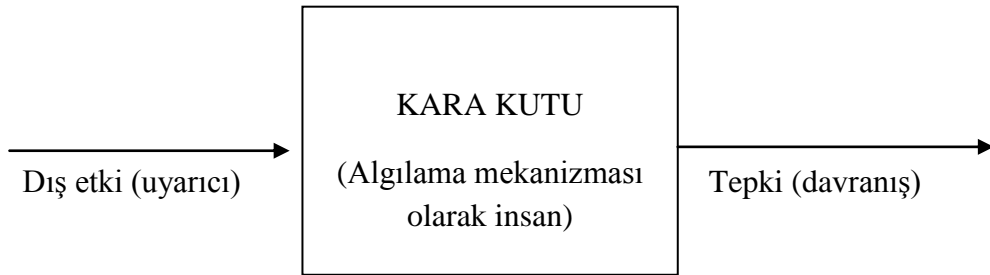 KARA KUTU
(Algılama mekanizması
olarak insan)
Dış etki (uyarıcı)
Tepki (davranış)